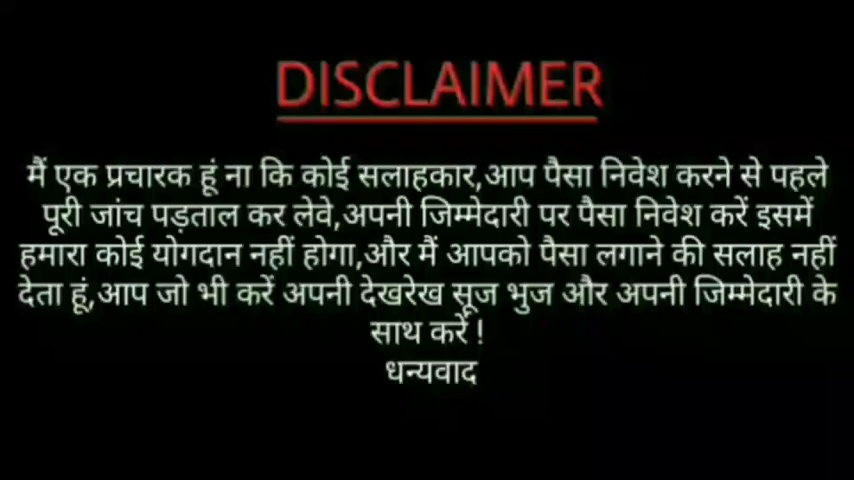 DISCLAIMER
मैं एक प्रचारक हूं ना कि कोई सलाहकार,आप पैसा निवेश करने से पहले
पूरी जांच पड़ताल कर लेवे,अपनी जिम्मेदारी पर पैसा निवेश करें इसमें
हमारा कोई योगदान नहीं होगा,और मैं आपको पैसा लगाने की सलाह नहीं
देता हूं,आप जो भी करें अपनी देखरेख सूज भुज और अपनी जिम्मेदारी के
साथ करें !
धन्यवाद